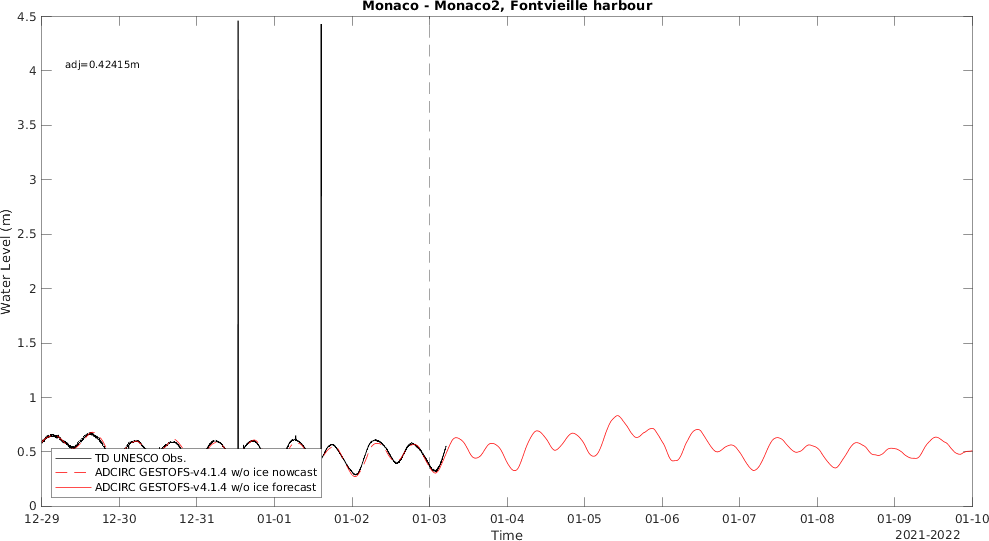 Monaco - Monaco2, Fontvieille harbour
adj=0.42415m
4.5
4
3.5
3
2.5
2
1.5
1
0.5
0
Water Level (m)
TD UNESCO Obs.
ADCIRC GESTOFS-v4.1.4 w/o ice nowcast
ADCIRC GESTOFS-v4.1.4 w/o ice forecast
12-29 12-30 12-31 01-01 01-02 01-03 01-04 01-05 01-06 01-07 01-08 01-09 01-10
Time
2021-2022